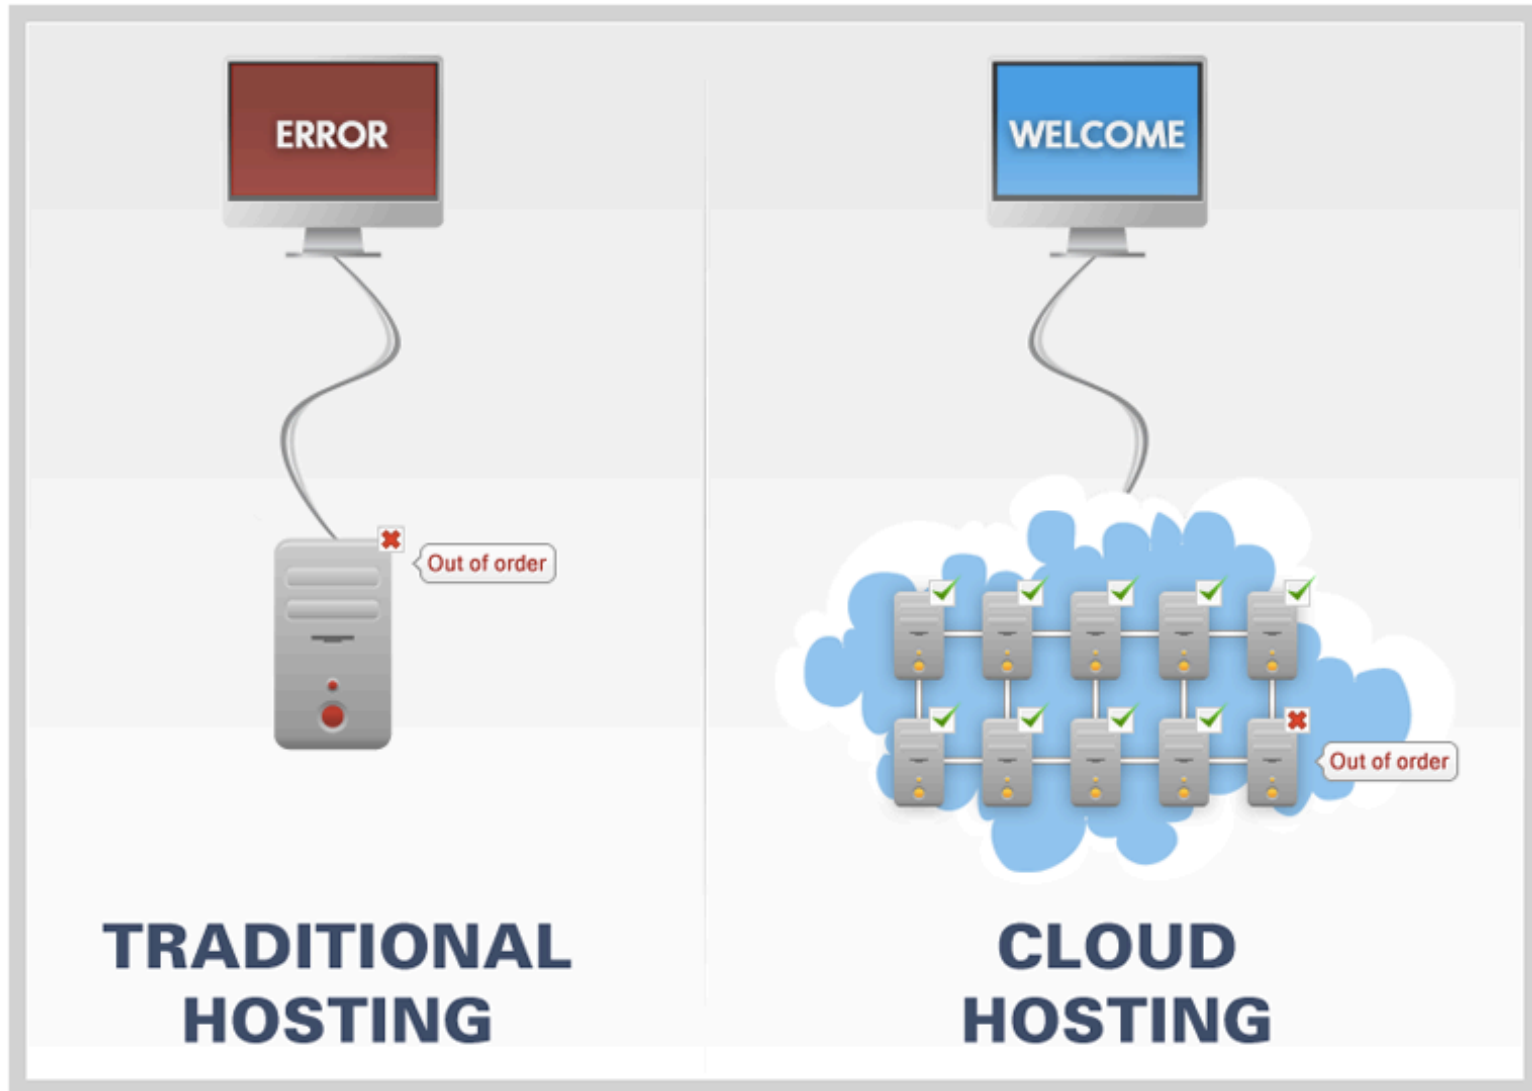 ERROR
Out of order
TRADITIONAL
HOSTING
WELCOME
Out of order
CLOUD
HOSTING